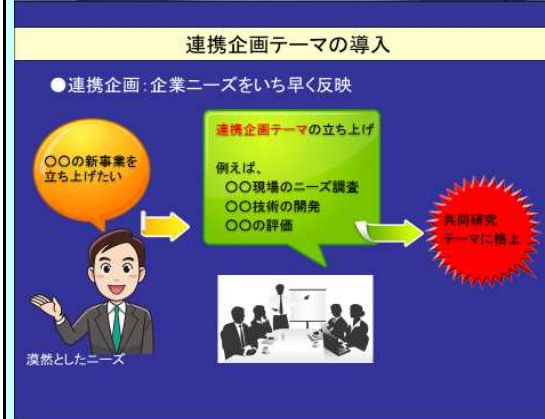 連携企画テーマの導入
●連携企画:企業ニーズをいち早く反映
〇〇の新事業を
立ち上げたい
連携企画テーマの立ち上げ
例えば、
〇〇現場のニーズ調査
〇〇技術の開発
〇〇の評価
共同研究
テーマに格上
漠然としたニーズ